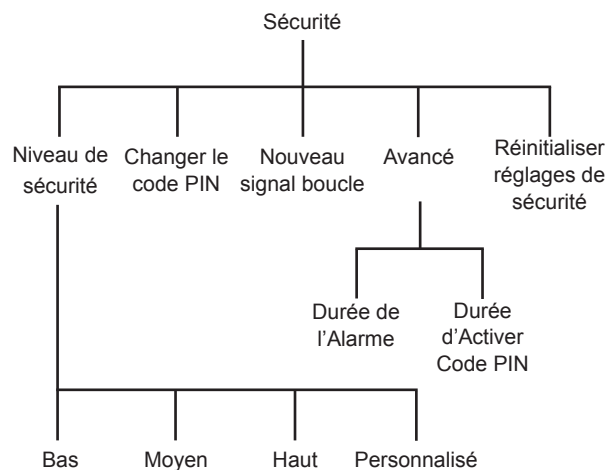 Sécurité
Niveau de
sécurité
Changer le
code PIN
Nouveau
signal boucle
Avancé
Réinitialiser
réglages de
sécurité
Durée de
l'Alarme
Durée
d'Activer
Code PIN
Bas
Moyen
Haut
Personnalisé